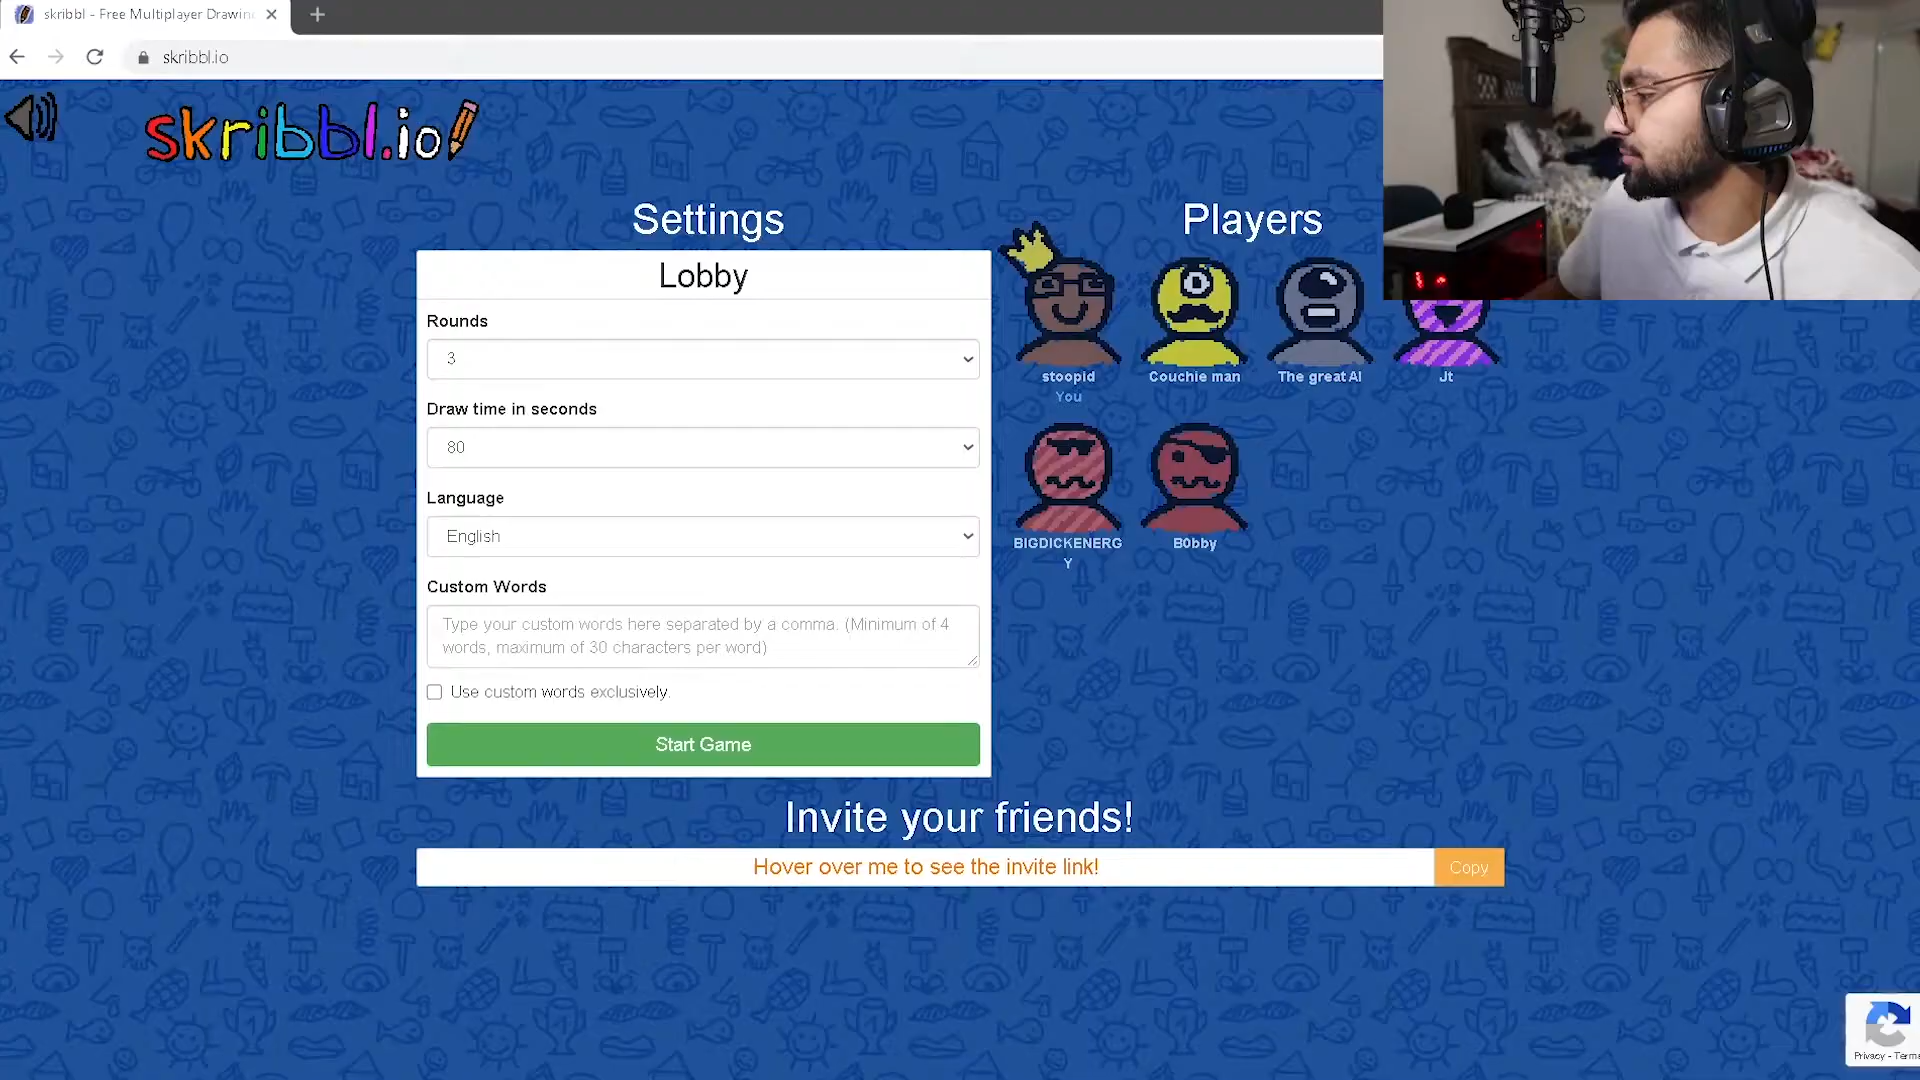 skribbl - Free Multiplayer Drawin
skribbl.io
skribbl.io
Settings
Players
Lobby
Rounds
3
Draw time in seconds
80
Language
English
Custom Words
Type your custom words here separated by a comma. (Minimum of 4
words, maximum of 30 characters per word)
Use custom words exclusively.
Start Game
stoopid
You
Couchie man
The great Al
Jt
BIGDICKENERG
Y
B0bby
Invite your friends!
Hover over me to see the invite link!
Copy
Privacy - Terms